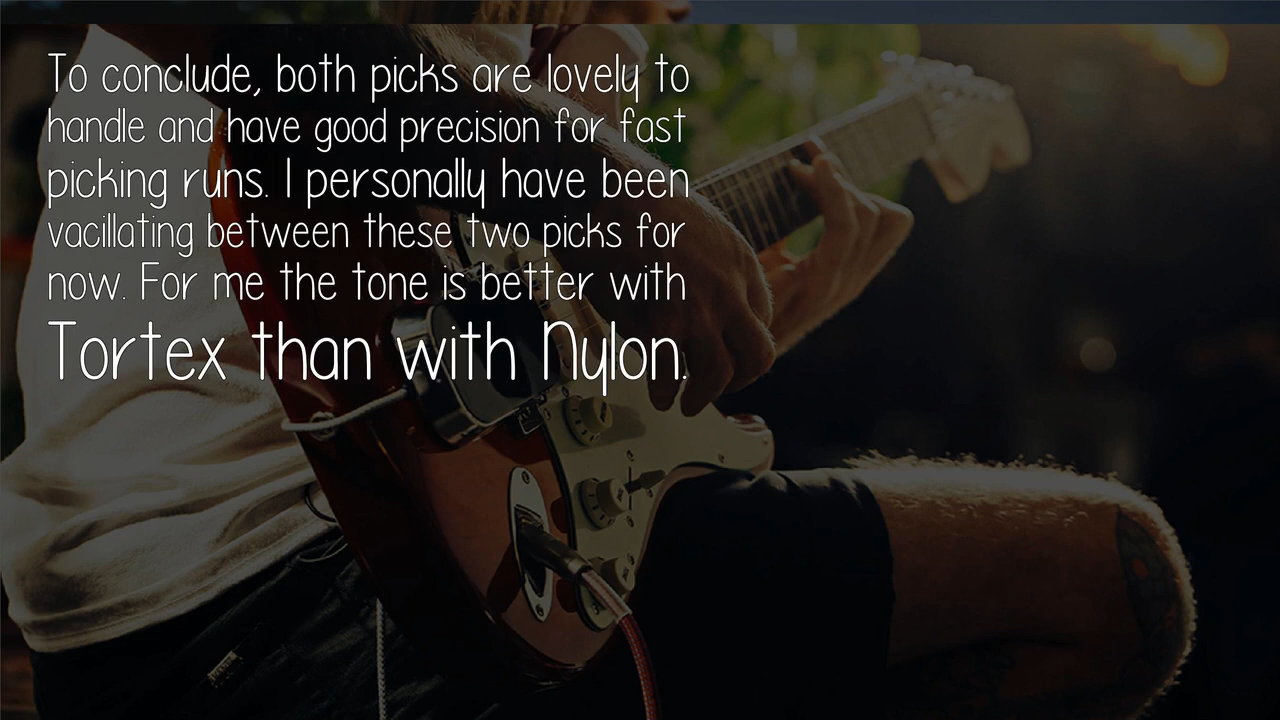 To conclude, both picks are lovely to
handle and have good precision for fast
picking runs. I personally have been
vacillating between these two picks for
now. For me the tone is better with
Tortex than with Nylon.